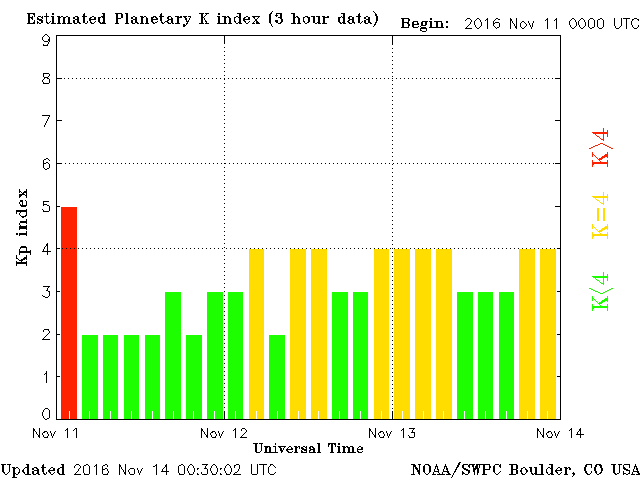 Estimated Planetary K index (3 hour data) Begin: 2016 Nov 11 0000 UTC
9
8
7
6
5
4
3
2
1
0
Kp index
K>4
K=4
K<4
Nov 11 Nov 12 Nov 13 Nov 14
Universal Time
Updated 2016 Nov 14 00:30:02 UTC NOAA/SWPC Boulder, CO USA